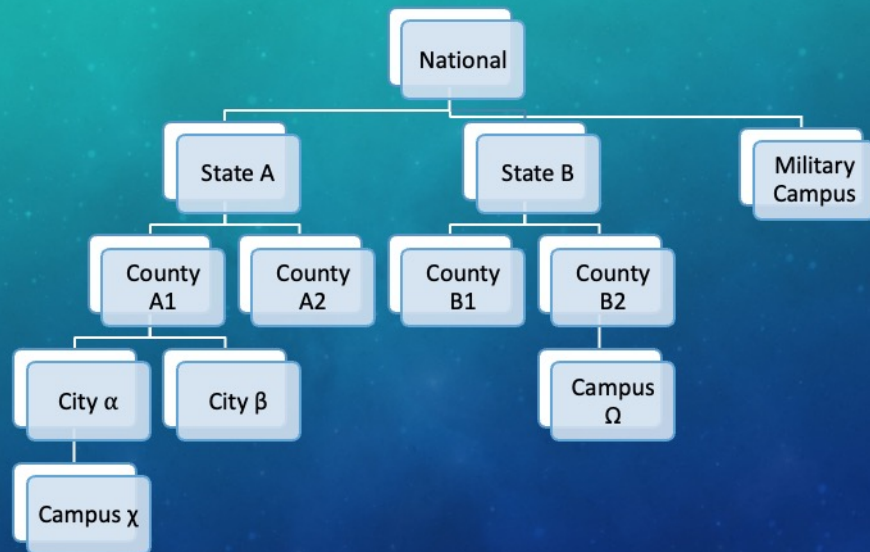 National
State A
State B
Military
Campus
County
A1
County
A2
County
B1
County
B2
City α
City β
Campus
Ω
Campus χ